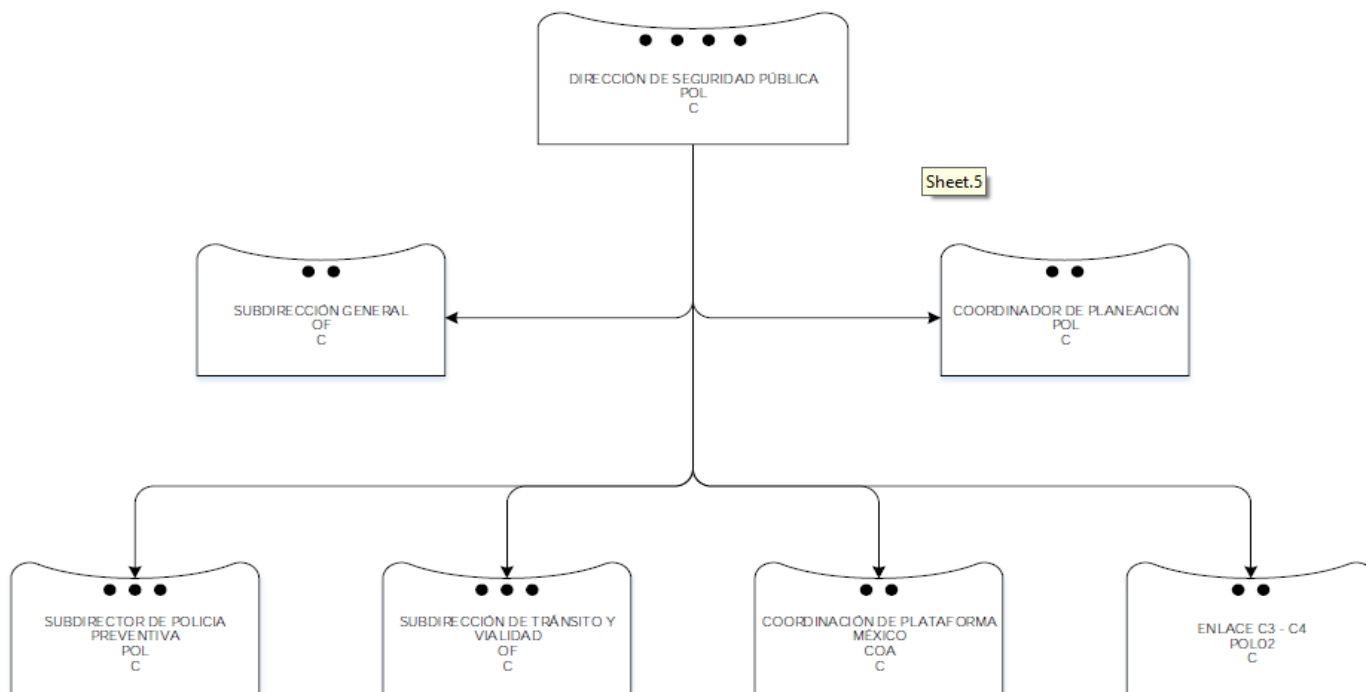 DIRECCIÓN DE SEGURIDAD PÚBLICA
POL
C
Sheet.5
SUBDIRECCIÓN GENERAL
OF
C
COORDINADOR DE PLANEACIÓN
POL
C
SUBDIRECTOR DE POLICIA
PREVENTIVA
POL
C
SUBDIRECCIÓN DE TRÁNSITO Y
VIALIDAD
OF
C
COORDINACIÓN DE PLATAFORMA
MÉXICO
COA
C
ENLACE C3 - C4
POL02
C